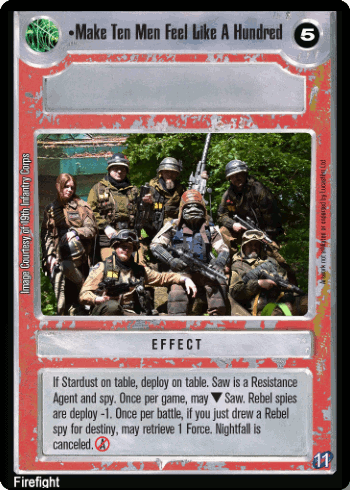 •Make Ten Men Feel Like A Hundred
5
Image Courtesy of 19th Infantry Corps
EFFECT
If Stardust on table, deploy on table. Saw is a Resistance
Agent and spy. Once per game, may ▼ Saw. Rebel spies
are deploy -1. Once per battle, if you just drew a Rebel
spy for destiny, may retrieve 1 Force. Nightfall is
canceled. A
11
Firefight